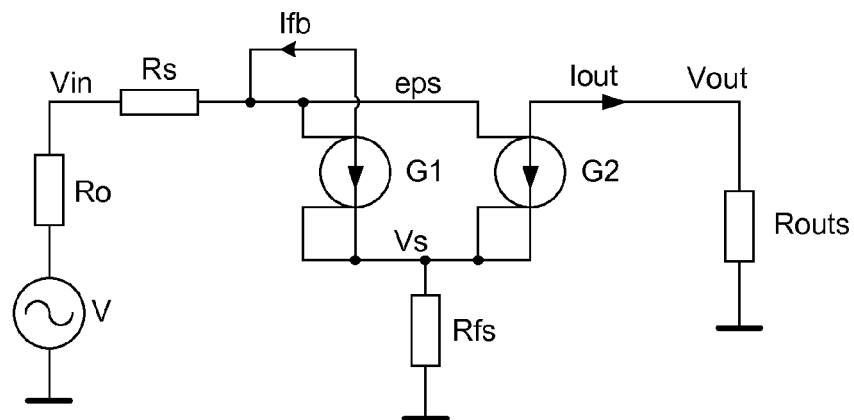 Ifb
Vin
Rs
eps
Iout
Vout
G1
G2
Ro
Routs
Vs
V
Rfs